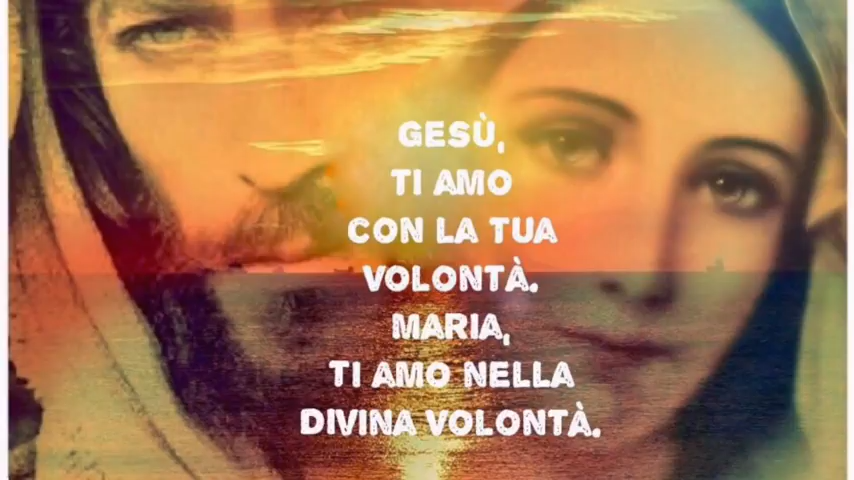 GESÙ,
TI AMO
CON LA TUA
VOLONTÀ.
MARIA,
TI AMO NELLA
DIVINA VOLONTÀ.